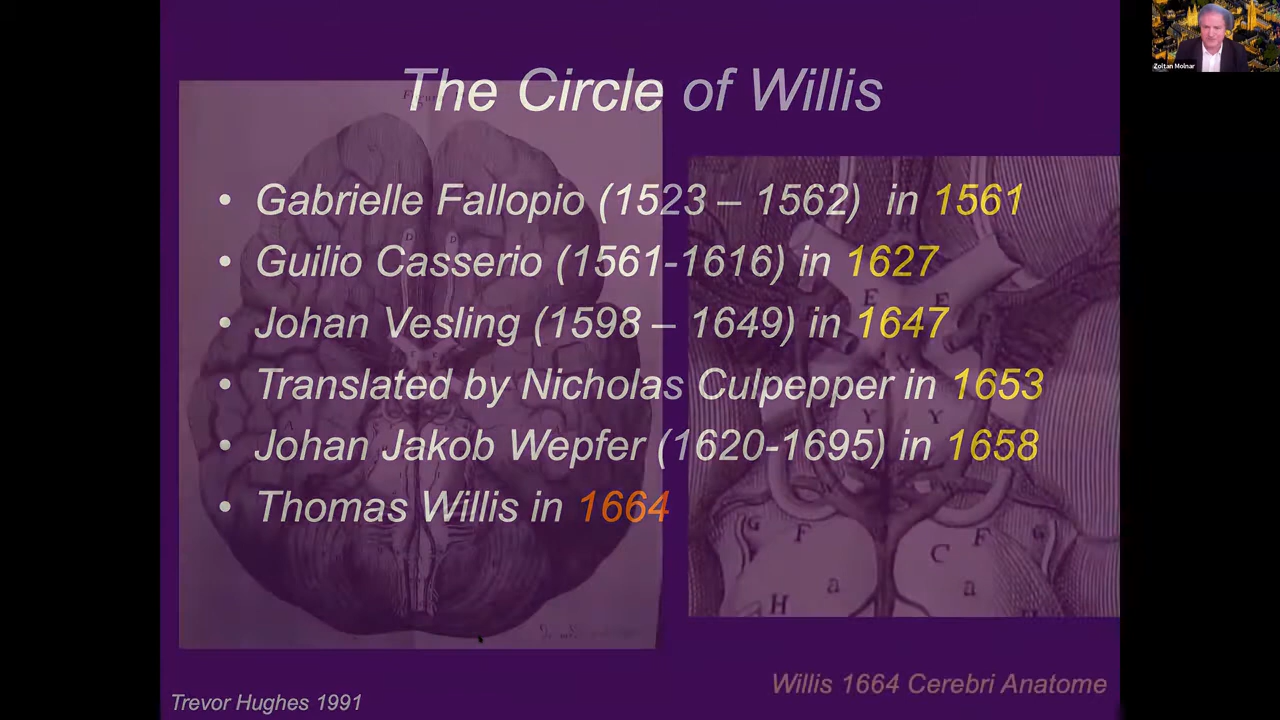 Zoltan Molnar
The Circle of Willis
• Gabrielle Fallopio (1523 – 1562) in 1561
• Guilio Casserio (1561-1616) in 1627
• Johan Vesling (1598 – 1649) in 1647
• Translated by Nicholas Culpepper in 1653
• Johan Jakob Wepfer (1620-1695) in 1658
• Thomas Willis in 1664
D D
E E
Y Y
G F C F G
a a
H H
A
Willis 1664 Cerebri Anatome
Trevor Hughes 1991